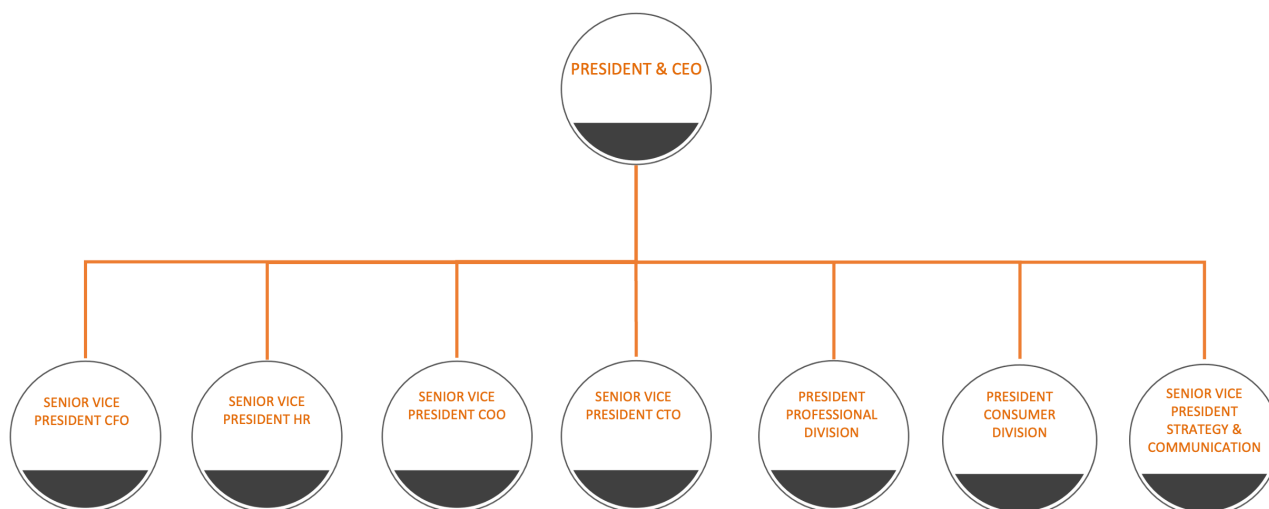 PRESIDENT & CEO
SENIOR VICE
PRESIDENT CFO
SENIOR VICE
PRESIDENT HR
SENIOR VICE
PRESIDENT COO
SENIOR VICE
PRESIDENT CTO
PRESIDENT
PROFESSIONAL
DIVISION
PRESIDENT
CONSUMER
DIVISION
SENIOR VICE
PRESIDENT
STRATEGY &
COMMUNICATION